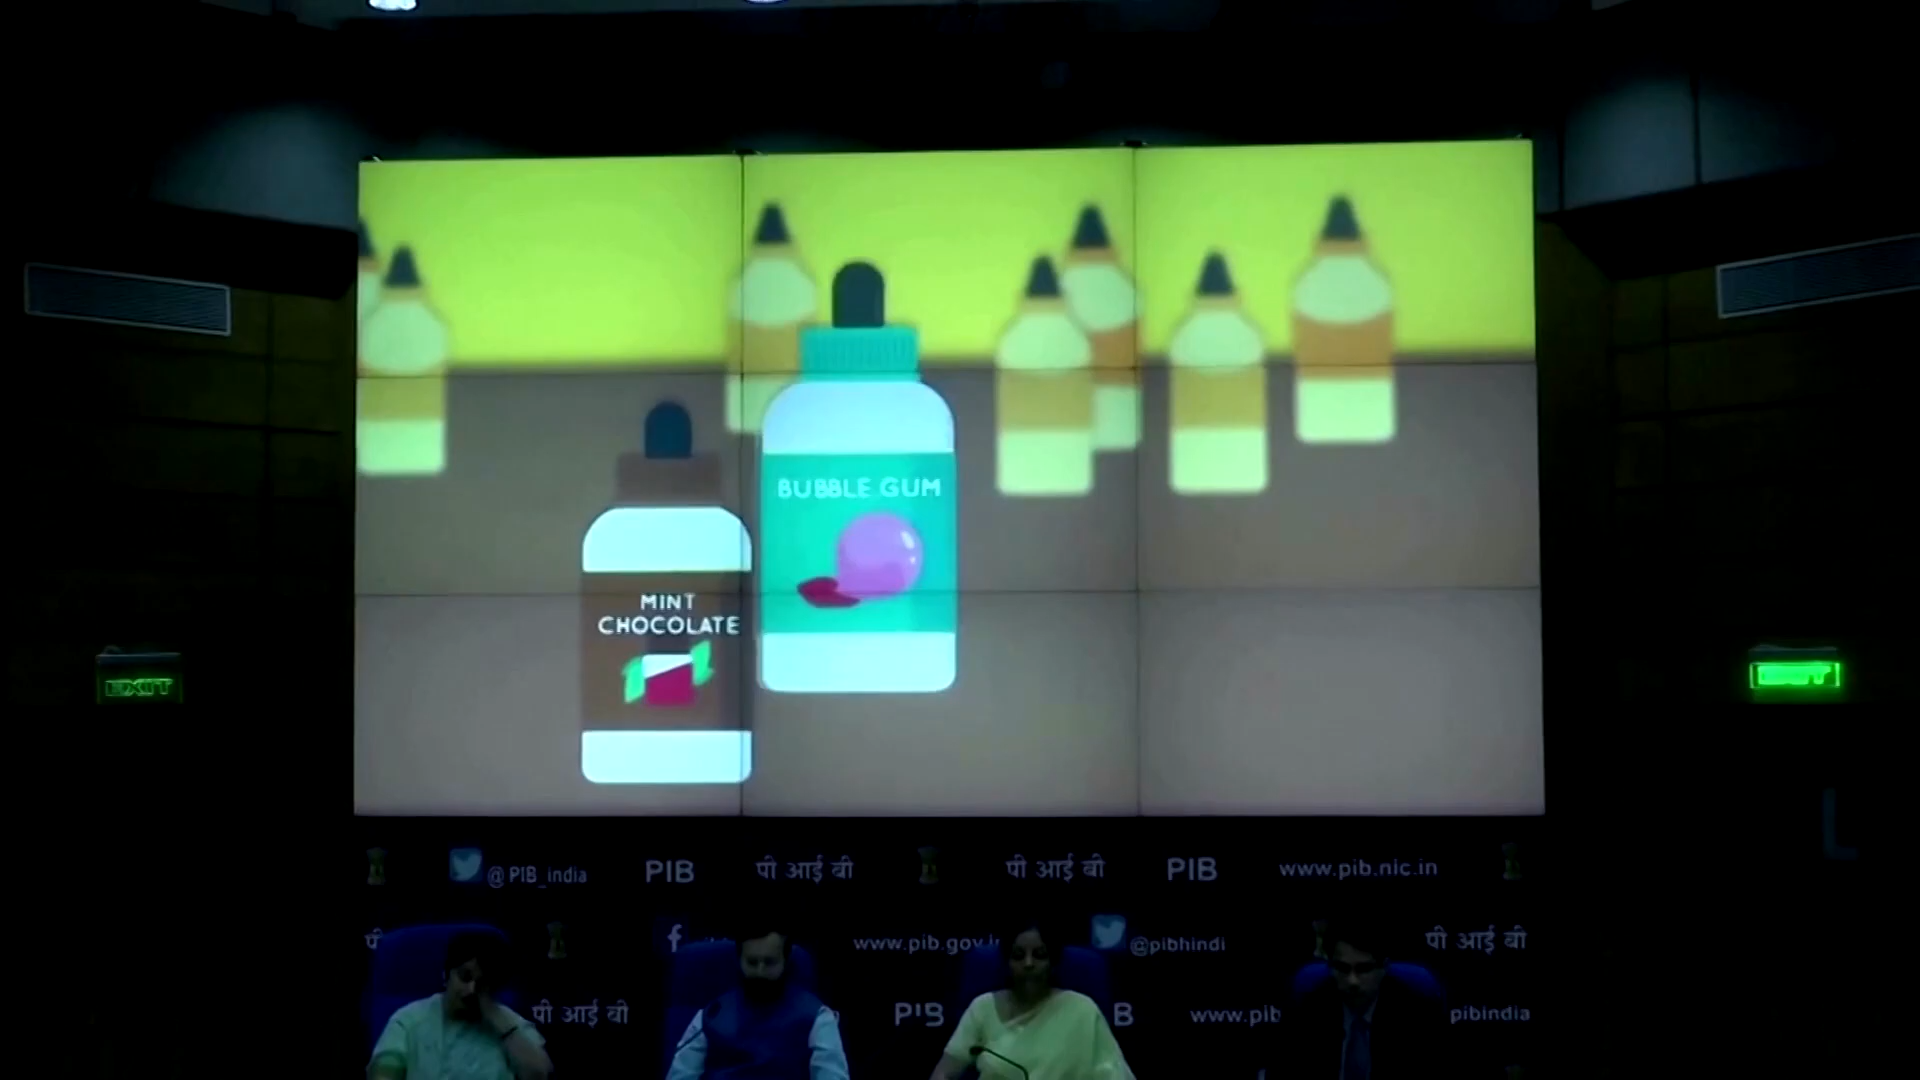 BUBBLE GUM
MINT
CHOCOLATE
EXIT
@PIB_india PIB पी आई बी पी आई बी PIB www.pib.nic.in
www.pib.gov.in @pibhindi पी आई बी
पी आई बी PIB B www.pib pibindia